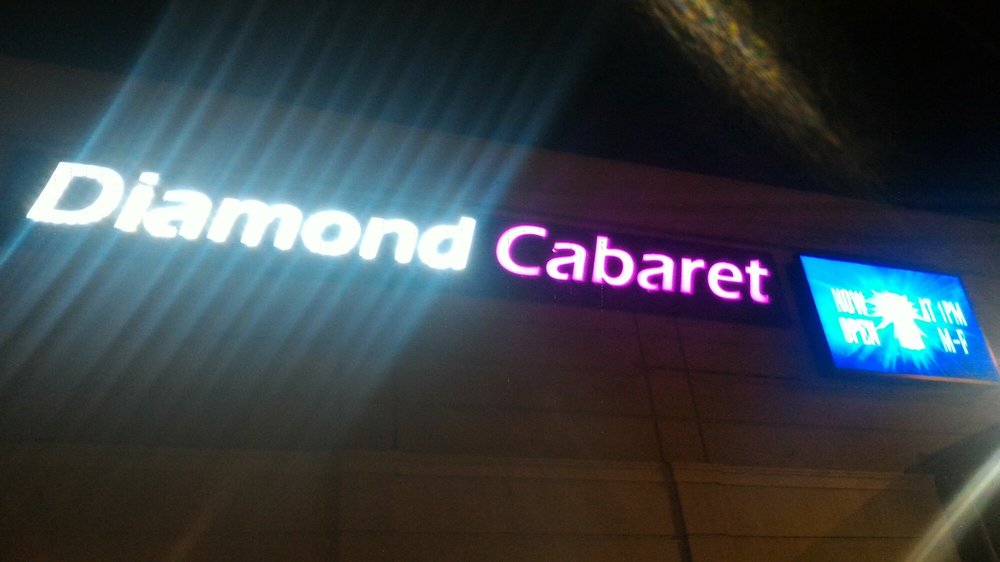 Diamond Cabaret
NOW OPEN
AT 1PM
M-F